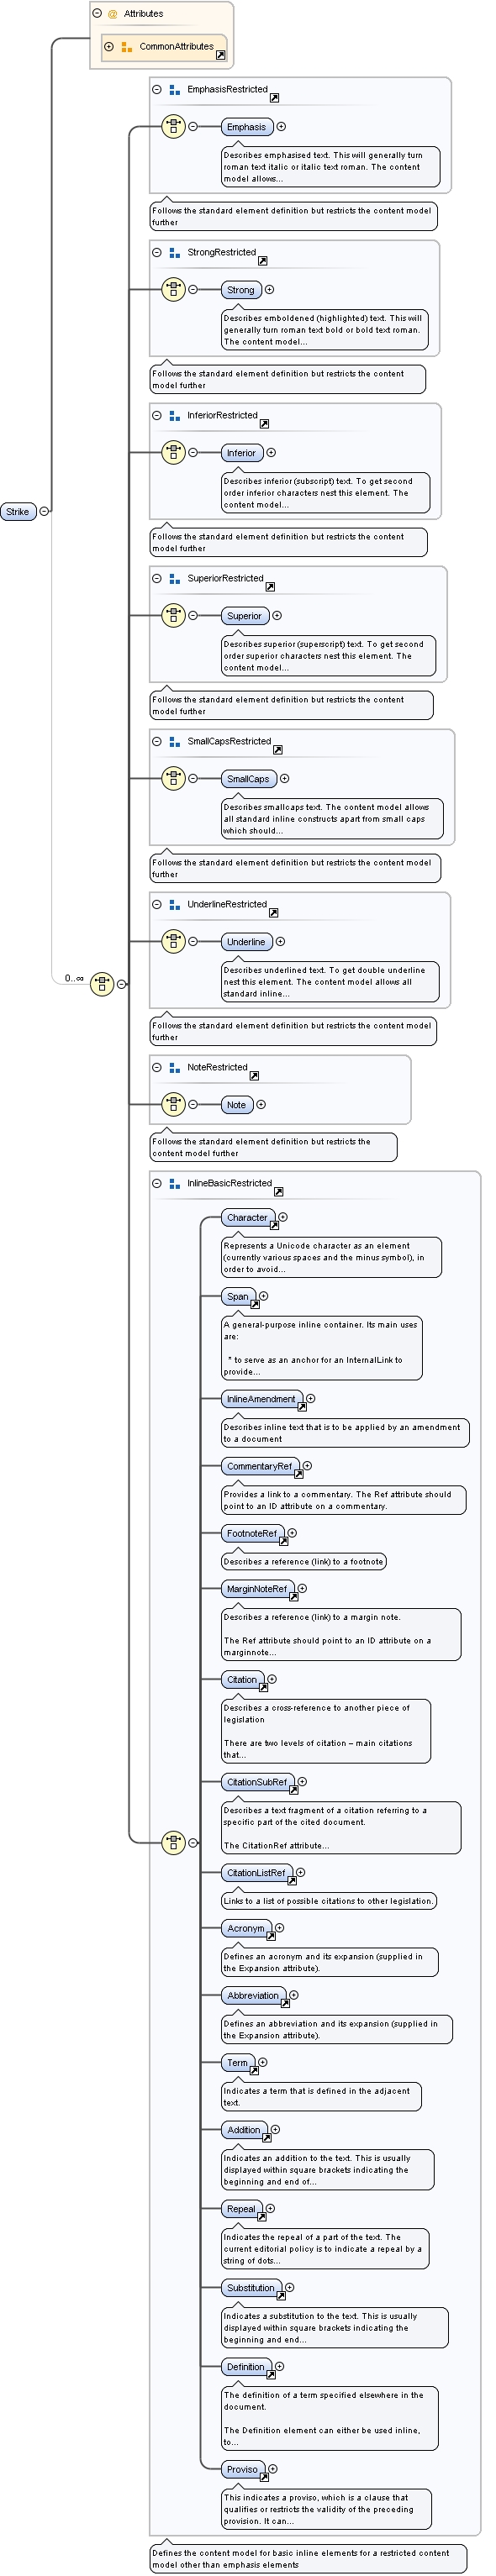 Attributes
CommonAttributes
EmphasisRestricted
Emphasis
Describes emphasised text. This will generally turn
roman text italic or italic text roman. The content
model allows...
Follows the standard element definition but restricts the content model
further
StrongRestricted
Strong
Describes emboldened (highlighted) text. This will
generally turn roman text bold or bold text roman.
The content model...
Follows the standard element definition but restricts the content
model further
InferiorRestricted
Inferior
Describes inferior (subscript) text. To get second
order inferior characters nest this element. The
content model...
Follows the standard element definition but restricts the content
model further
Strike
SuperiorRestricted
Superior
Describes superior (superscript) text. To get second
order superior characters nest this element. The
content model...
Follows the standard element definition but restricts the content
model further
SmallCapsRestricted
SmallCaps
Describes smallcaps text. The content model allows
all standard inline constructs apart from small caps
which should...
Follows the standard element definition but restricts the content model
further
UnderlineRestricted
Underline
Describes underlined text. To get double underline
nest this element. The content model allows all
standard inline...
0..∞
Follows the standard element definition but restricts the content model
further
NoteRestricted
Note
Follows the standard element definition but restricts the
content model further
InlineBasicRestricted
Character
Represents a Unicode character as an element
(currently various spaces and the minus symbol), in
order to avoid...
Span
A general-purpose inline container. Its main uses
are:
* to serve as an anchor for an InternalLink to
provide...
InlineAmendment
Describes inline text that is to be applied by an amendment
to a document
CommentaryRef
Provides a link to a commentary. The Ref attribute should
point to an ID attribute on a commentary.
FootnoteRef
Describes a reference (link) to a footnote
MarginNoteRef
Describes a reference (link) to a margin note.
The Ref attribute should point to an ID attribute on a
marginnote...
Citation
Describes a cross-reference to another piece of
legislation
There are two levels of citation – main citations
that...
CitationSubRef
Describes a text fragment of a citation referring to a
specific part of the cited document.
The CitationRef attribute...
CitationListRef
Links to a list of possible citations to other legislation.
Acronym
Defines an acronym and its expansion (supplied in
the Expansion attribute).
Abbreviation
Defines an abbreviation and its expansion (supplied in
the Expansion attribute).
Term
Indicates a term that is defined in the adjacent
text.
Addition
Indicates an addition to the text. This is usually
displayed within square brackets indicating the
beginning and end of...
Repeal
Indicates the repeal of a part of the text. The
current editorial policy is to indicate a repeal by a
string of dots...
Substitution
Indicates a substitution to the text. This is usually
displayed within square brackets indicating the
beginning and end...
Definition
The definition of a term specified elsewhere in the
document.
The Definition element can either be used inline,
to...
Proviso
This indicates a proviso, which is a clause that
qualifies or restricts the validity of the preceding
provision. It can...
Defines the content model for basic inline elements for a restricted content
model other than emphasis elements